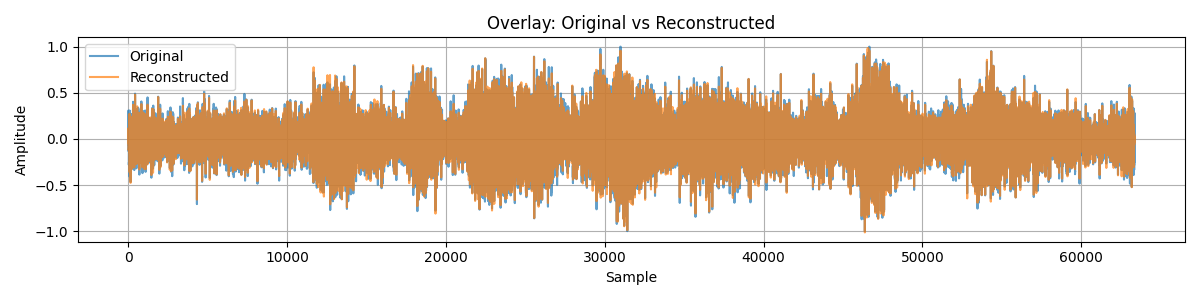 Overlay: Original vs Reconstructed
Original
Reconstructed
1.0
0.5
0.0
−0.5
−1.0
Amplitude
0 10000 20000 30000 40000 50000 60000
Sample